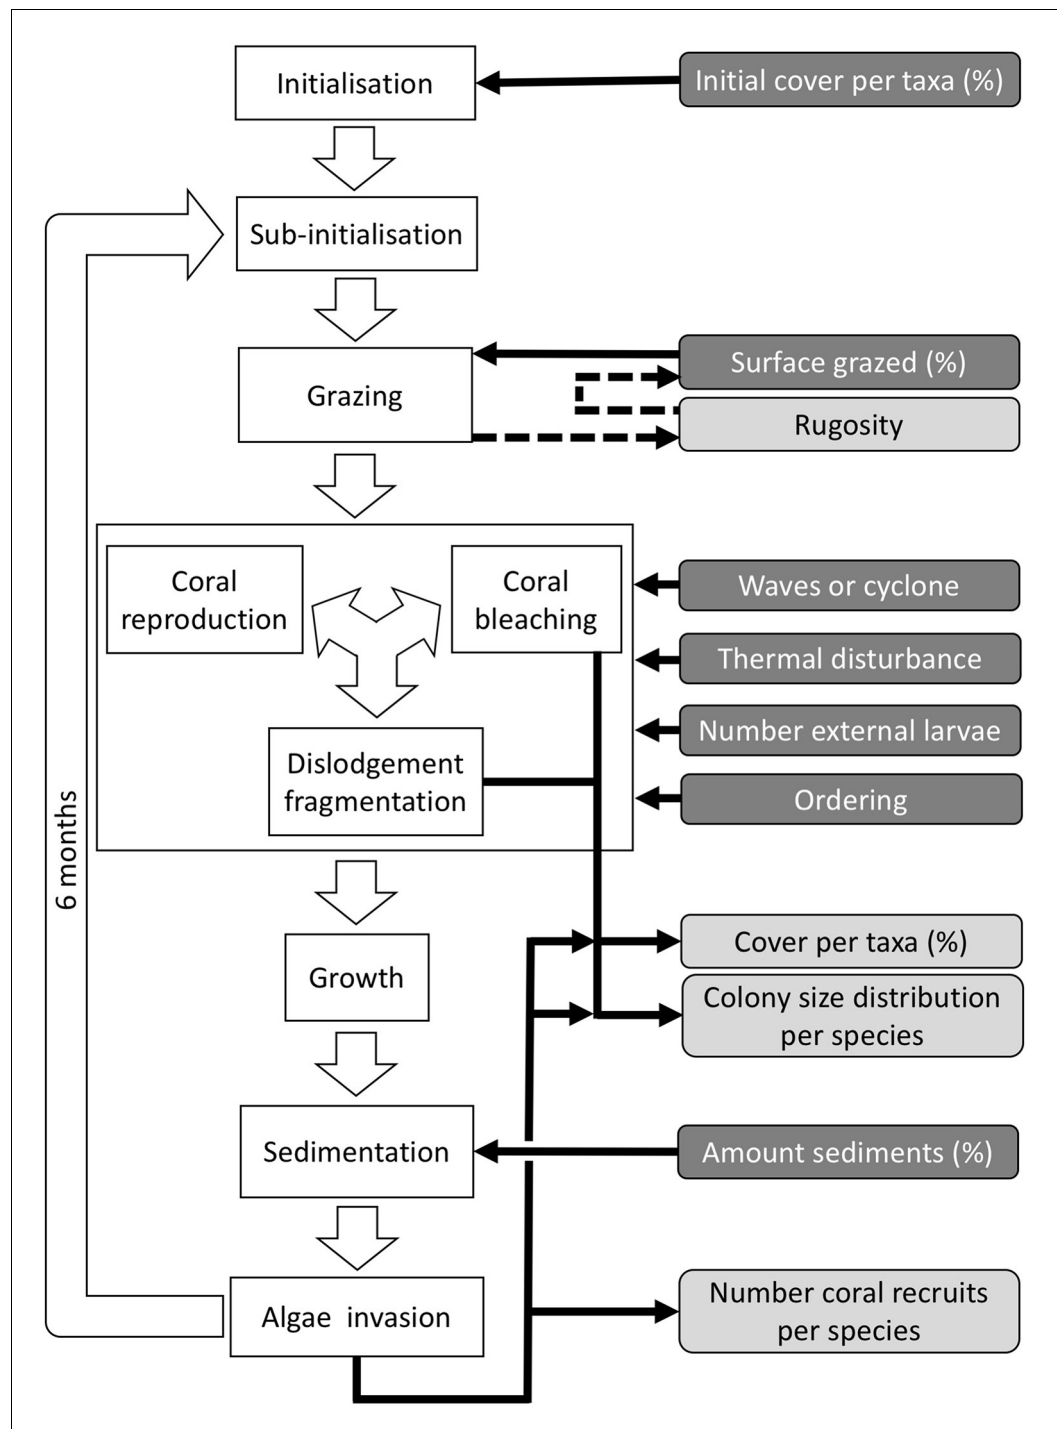 Initialisation
Initial cover per taxa (%)
Sub-initialisation
Grazing
Surface grazed (%)
Rugosity
Coral
reproduction
Coral
bleaching
Dislodgement
fragmentation
Waves or cyclone
Thermal disturbance
Number external larvae
Ordering
6 months
Growth
Cover per taxa (%)
Colony size distribution
per species
Sedimentation
Amount sediments (%)
Algae invasion
Number coral recruits
per species